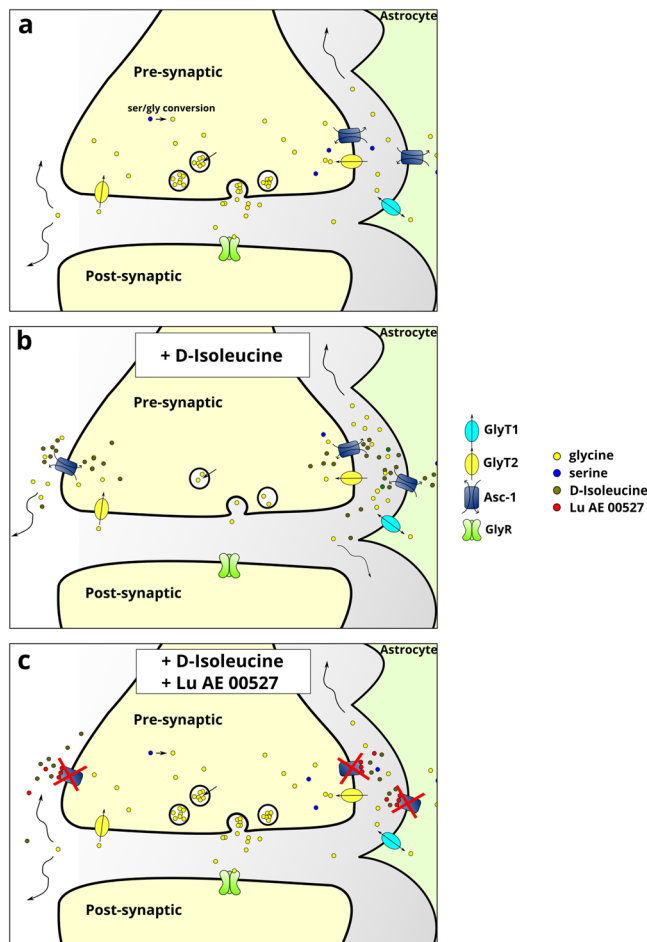 a
Astrocyte
Pre-synaptic
ser/gly conversion
Post-synaptic
b
Astrocyte
+ D-Isoleucine
Pre-synaptic
Post-synaptic
GlyT1
GlyT2
Asc-1
GlyR
glycine
serine
D-Isoleucine
Lu AE 00527
c
Astrocyte
+ D-Isoleucine
+ Lu AE 00527
Pre-synaptic
Post-synaptic